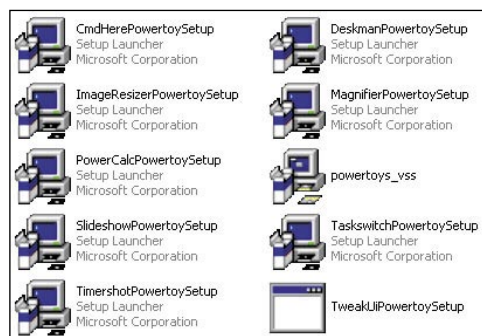 CmdHerePowertoySetup
Setup Launcher
Microsoft Corporation
DeskmanPowertoySetup
Setup Launcher
Microsoft Corporation
ImageResizerPowertoySetup
Setup Launcher
Microsoft Corporation
MagnifierPowertoySetup
Setup Launcher
Microsoft Corporation
PowerCalcPowertoySetup
Setup Launcher
Microsoft Corporation
powertoys_vss
SlideshowPowertoySetup
Setup Launcher
Microsoft Corporation
TaskswitchPowertoySetup
Setup Launcher
Microsoft Corporation
TimershotPowertoySetup
Setup Launcher
Microsoft Corporation
TweakUiPowertoySetup